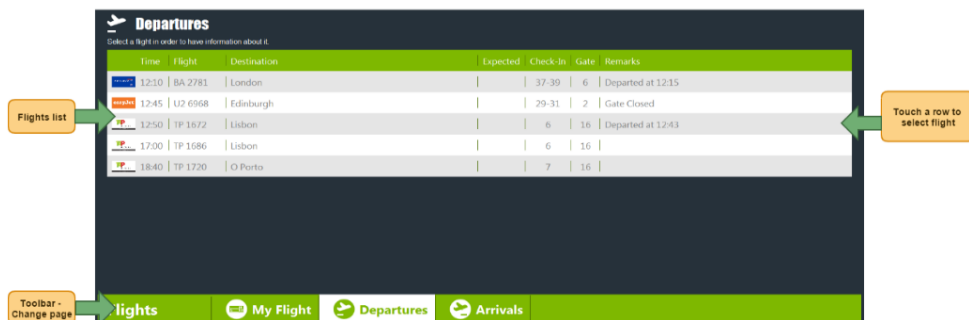 Departures
Select a flight in order to have information about it.
Time Flight Destination Expected Check-In Gate Remarks
12:10 BA 2781 London 37-39 6 Departed at 12:15
easyJet 12:45 U2 6968 Edinburgh 29-31 2 Gate Closed
12:50 TP 1672 Lisbon 6 16 Departed at 12:43
17:00 TP 1686 Lisbon 6 16
18:40 TP 1720 O Porto 7 16
Flights list
Touch a row to
select flight
Toolbar -
Change page
lights My Flight Departures Arrivals